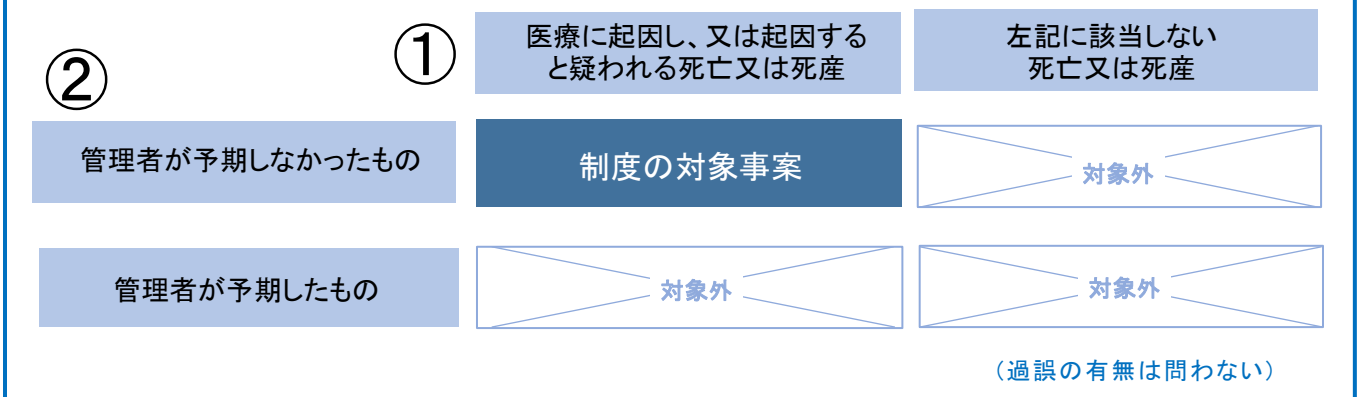 ①
医療に起因し、又は起因する
と疑われる死亡又は死産
左記に該当しない
死亡又は死産
②
管理者が予期しなかったもの
制度の対象事案
対象外
管理者が予期したもの
対象外
対象外
（過誤の有無は問わない）